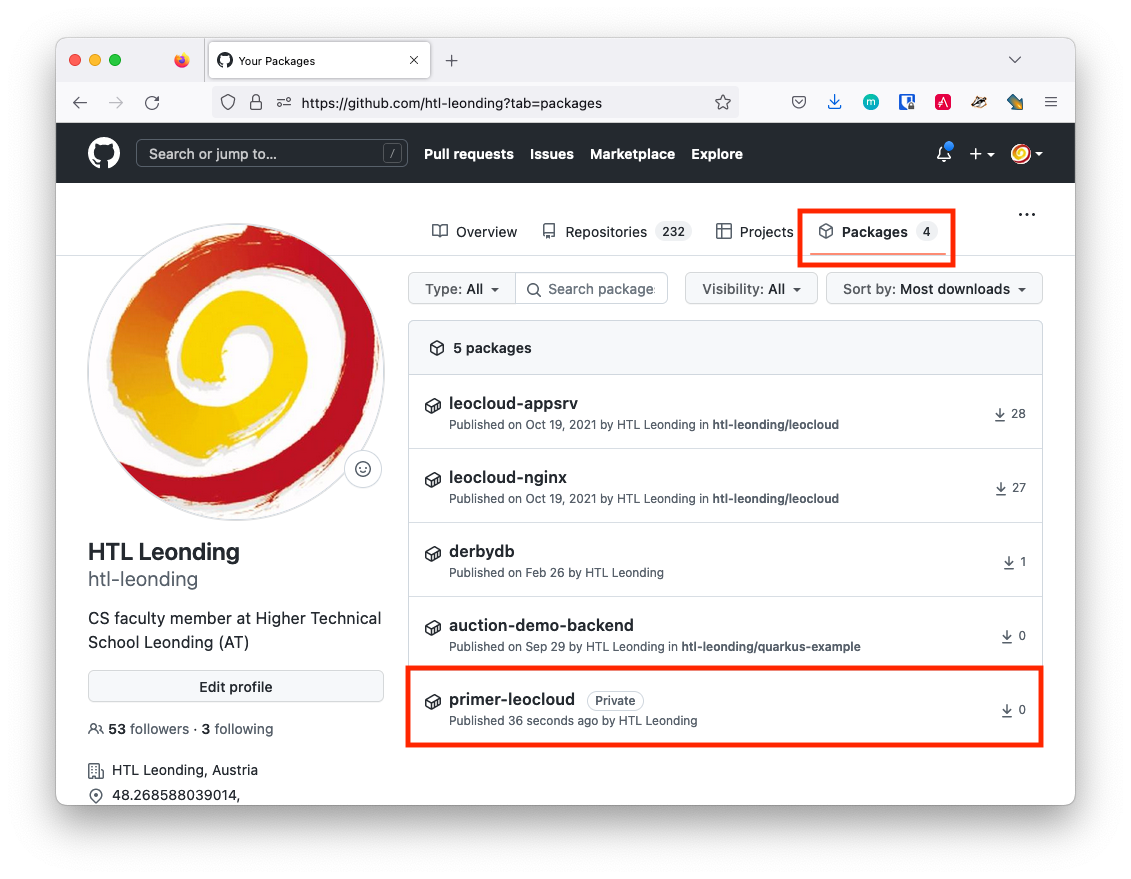 Your Packages
https://github.com/htl-leonding?tab=packages
m
Search or jump to... /
Pull requests Issues Marketplace Explore
Overview Repositories 232 Projects Packages 4
Type: All Search package Visibility: All Sort by: Most downloads
5 packages
leocloud-appsrv
Published on Oct 19, 2021 by HTL Leonding in htl-leonding/leocloud
28
leocloud-nginx
Published on Oct 19, 2021 by HTL Leonding in htl-leonding/leocloud
27
derbydb
Published on Feb 26 by HTL Leonding
1
auction-demo-backend
Published on Sep 29 by HTL Leonding in htl-leonding/quarkus-example
0
primer-leocloud Private
Published 36 seconds ago by HTL Leonding
0
HTL Leonding
htl-leonding
CS faculty member at Higher Technical
School Leonding (AT)
Edit profile
53 followers · 3 following
HTL Leonding, Austria
48.268588039014,